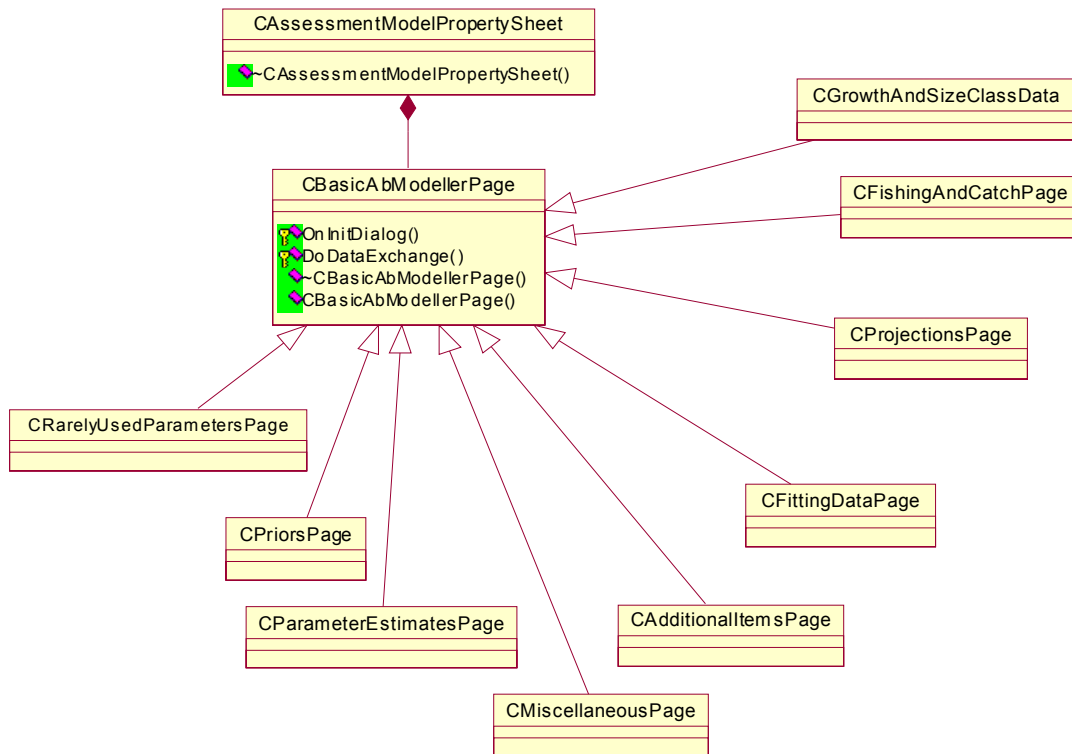 CAssessmentModelPropertySheet
~CAssessmentModelPropertySheet()
CGrowthAndSizeClassData
CBasicAbModellerPage
CFishingAndCatchPage
OnInitDialog()
DoDataExchange()
~CBasicAbModellerPage()
CBasicAbModellerPage()
CProjectionsPage
CRarelyUsedParametersPage
CFittingDataPage
CPriorsPage
CParameterEstimatesPage
CAdditionalItemsPage
CMiscellaneousPage